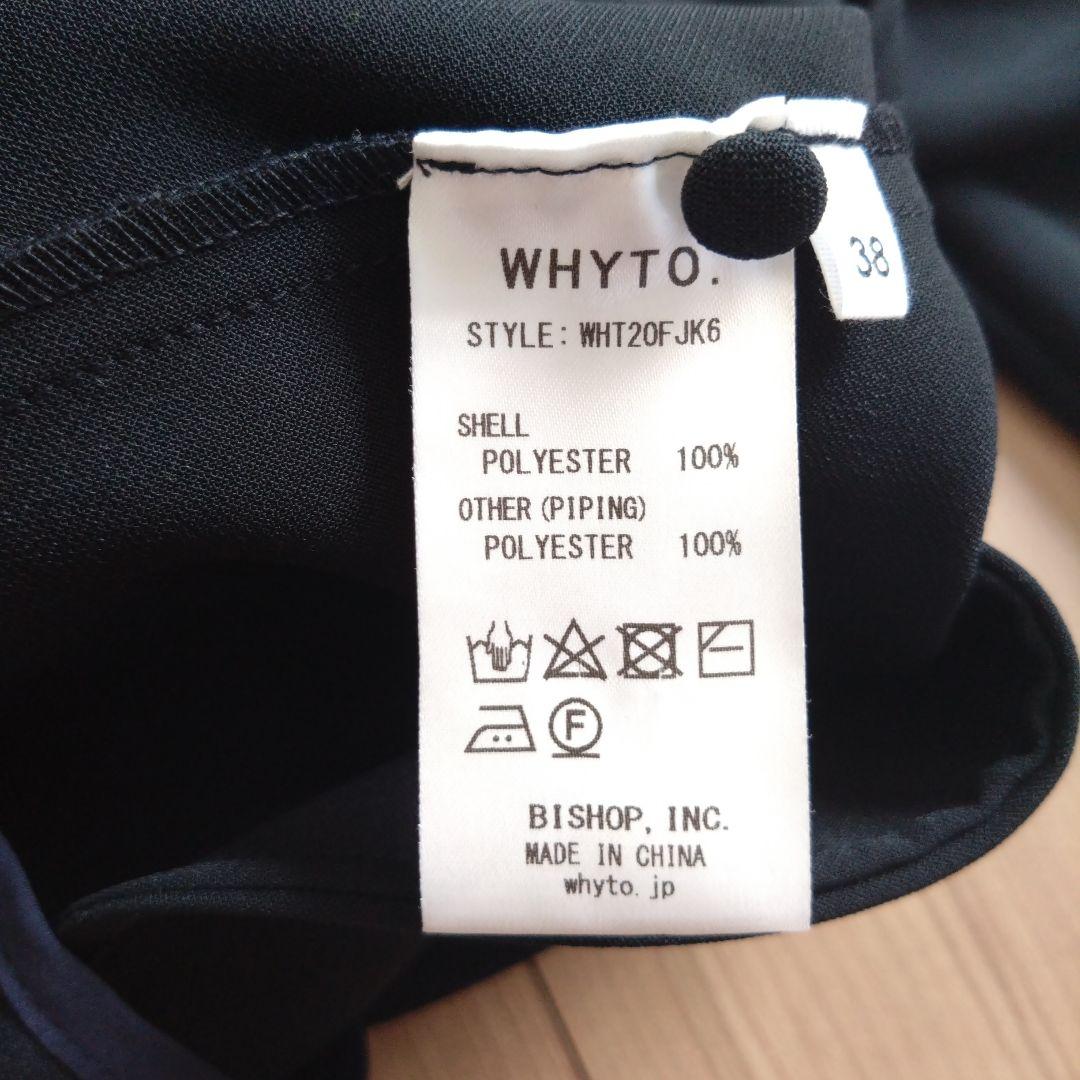 WHYTO.
38
STYLE: WHT20FJK6
SHELL
POLYESTER 100%
OTHER (PIPING)
POLYESTER 100%
F
BISHOP, INC.
MADE IN CHINA
whyto.jp